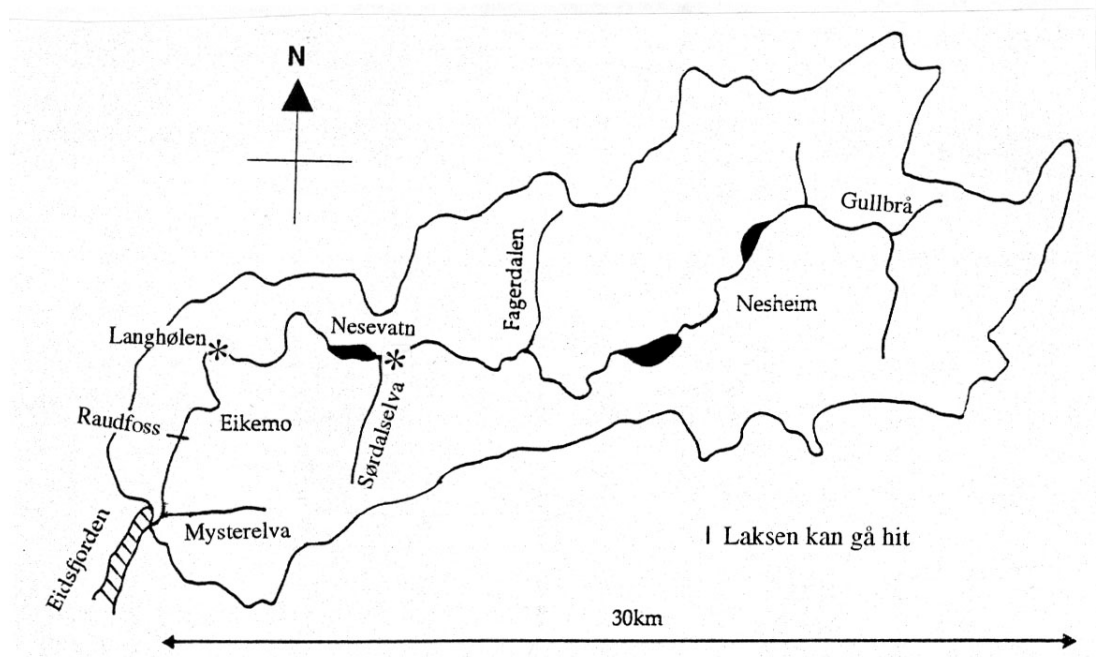 N
Gullbrå
Fagerdalen
Nesheim
Nesevatn
Langhølen
Sørdalselva
Raudfoss
Eikemo
Mysterelva
Eidsfjorden
I Laksen kan gå hit
30km